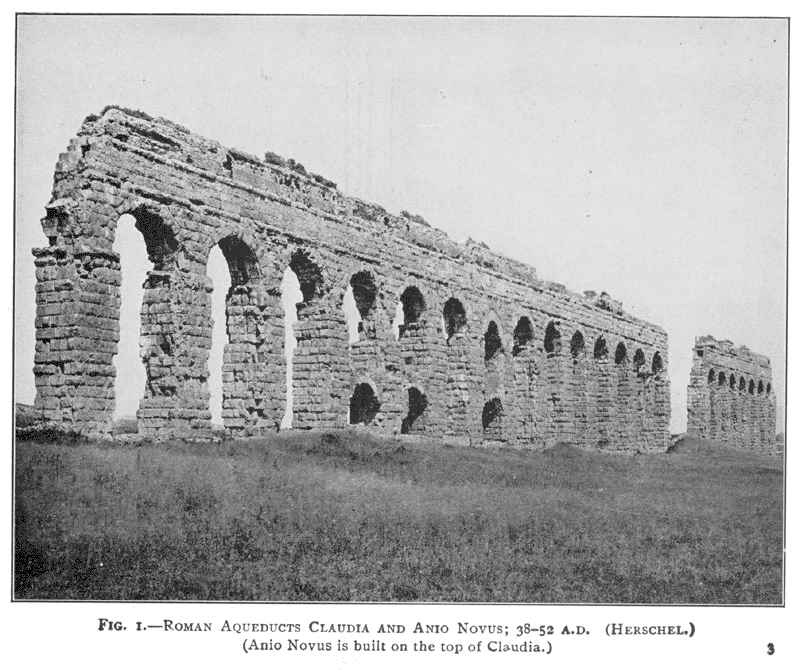 FIG. 1.—ROMAN AQUEDUCTS CLAUDIA AND ANIO NOVUS; 38-52 A.D. (HERSCHEL.)
(Anio Novus is built on the top of Claudia.)
3